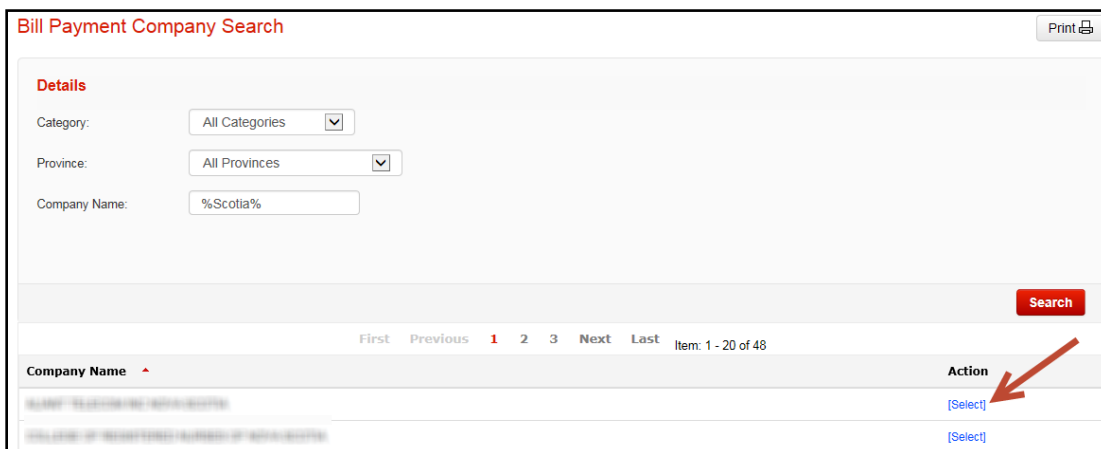 Bill Payment Company Search
Print
Details
Category: All Categories
Province: All Provinces
Company Name: %Scotia%
Search
First Previous 1 2 3 Next Last Item: 1 - 20 of 48
Company Name Action
[Select]
[Select]